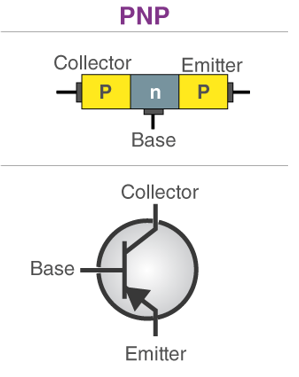 PNP
Collector Emitter
P n P
Base
Collector
Base
Emitter